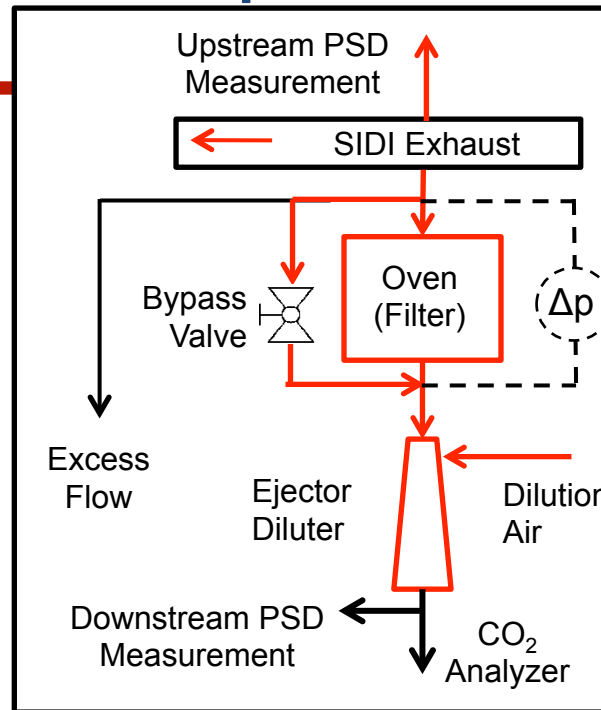 Upstream PSD
Measurement
SIDI Exhaust
Oven
(Filter)
Δp
Bypass
Valve
Excess
Flow
Ejector
Diluter
Dilution
Air
Downstream PSD
Measurement
CO₂
Analyzer